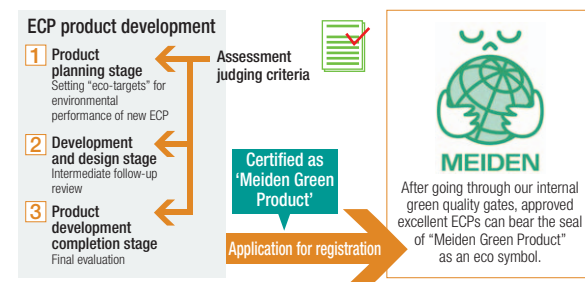 ECP product development
1 Product
planning stage
Setting “eco-targets” for
environmental
performance of new ECP
2 Development
and design stage
Intermediate follow-up
review
3 Product
development
completion stage
Final evaluation
Assessment
judging criteria
Certified as
‘Meiden Green
Product’
Application for registration
MEIDEN
After going through our internal
green quality gates, approved
excellent ECPs can bear the seal
of “Meiden Green Product”
as an eco symbol.